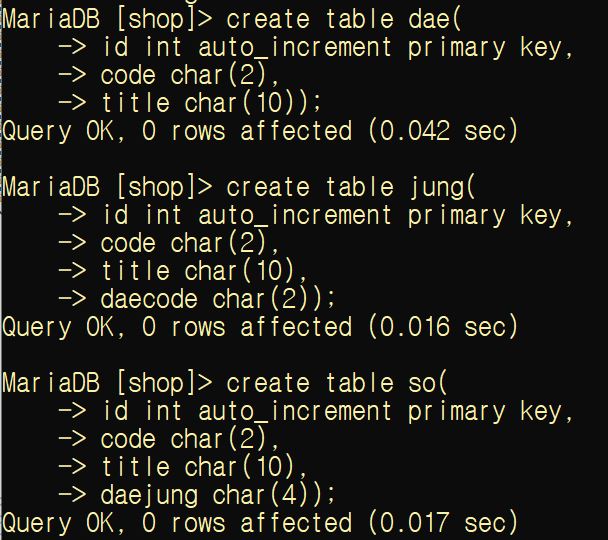 MariaDB [shop]> create table dae(
-> id int auto_increment primary key,
-> code char(2),
-> title char(10));
Query OK, 0 rows affected (0.042 sec)
MariaDB [shop]> create table jung(
-> id int auto_increment primary key,
-> code char(2),
-> title char(10),
-> daecode char(2));
Query OK, 0 rows affected (0.016 sec)
MariaDB [shop]> create table so(
-> id int auto_increment primary key,
-> code char(2),
-> title char(10),
-> daejung char(4));
Query OK, 0 rows affected (0.017 sec)